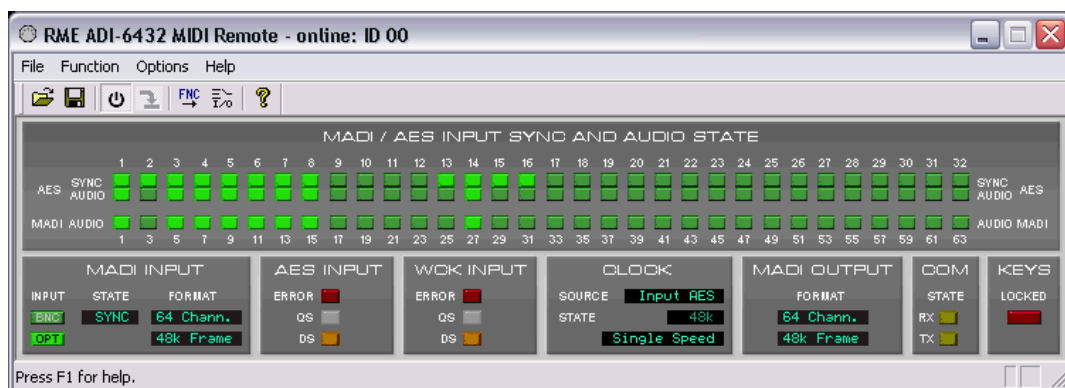 RME ADI-6432 MIDI Remote - online: ID 00
File Function Options Help
FNC I/O ?
MADI / AES INPUT SYNC AND AUDIO STATE
1 2 3 4 5 6 7 8 9 10 11 12 13 14 15 16 17 18 19 20 21 22 23 24 25 26 27 28 29 30 31 32
AES SYNC SYNC AES
AUDIO AUDIO
MADI AUDIO AUDIO MADI
1 3 5 7 9 11 13 15 17 19 21 23 25 27 29 31 33 35 37 39 41 43 45 47 49 51 53 55 57 59 61 63
MADI INPUT AES INPUT WCK INPUT CLOCK MADI OUTPUT COM KEYS
INPUT STATE FORMAT ERROR ERROR SOURCE Input AES FORMAT STATE LOCKED
BNC SYNC 64 Chann. QS QS STATE 48k 64 Chann. RX
OPT 48k Frame DS DS Single Speed 48k Frame TX
Press F1 for help.